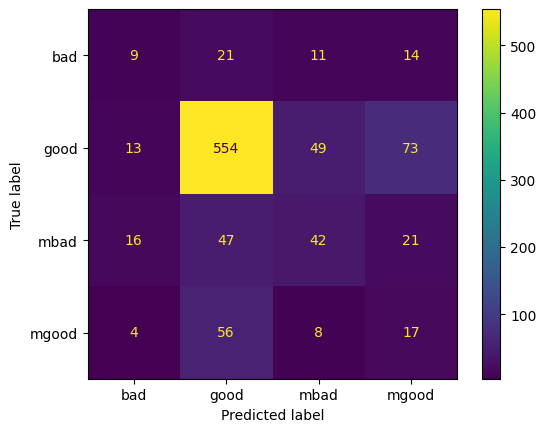 bad 9 21 11 14
good 13 554 49 73
mbad 16 47 42 21
mgood 4 56 8 17
bad good mbad mgood
Predicted label
True label
500
400
300
200
100